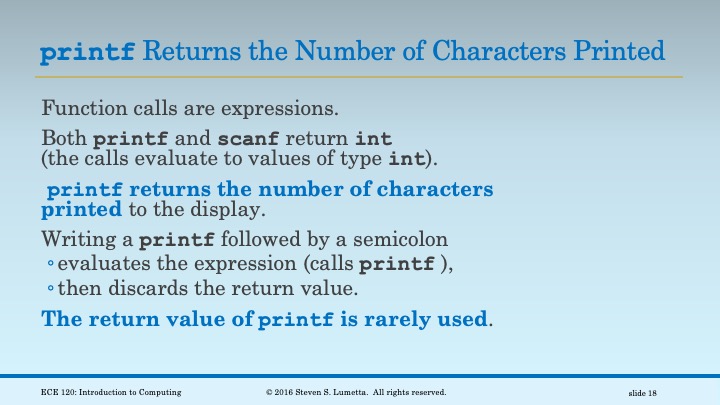 printf Returns the Number of Characters Printed
Function calls are expressions.
Both printf and scanf return int
(the calls evaluate to values of type int).
printf returns the number of characters
printed to the display.
Writing a printf followed by a semicolon
◦evaluates the expression (calls printf ),
◦then discards the return value.
The return value of printf is rarely used.
ECE 120: Introduction to Computing
© 2016 Steven S. Lumetta. All rights reserved.
slide 18